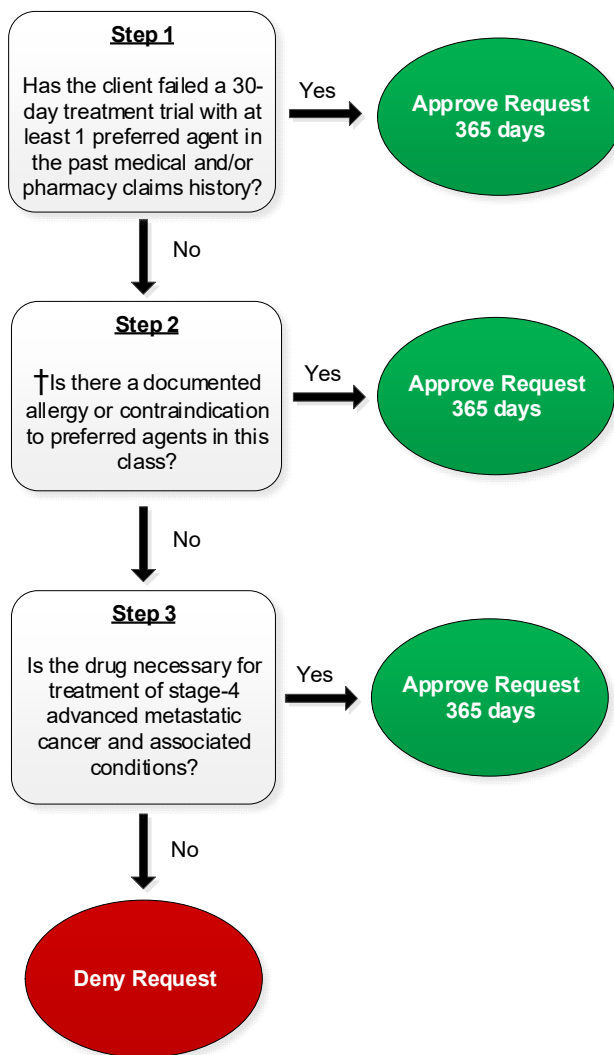 Step 1
Has the client failed a 30-
day treatment trial with at
least 1 preferred agent in
the past medical and/or
pharmacy claims history?
Yes
Approve Request
365 days
No
Step 2
†Is there a documented
allergy or contraindication
to preferred agents in this
class?
Yes
Approve Request
365 days
No
Step 3
Is the drug necessary for
treatment of stage-4
advanced metastatic
cancer and associated
conditions?
Yes
Approve Request
365 days
No
Deny Request